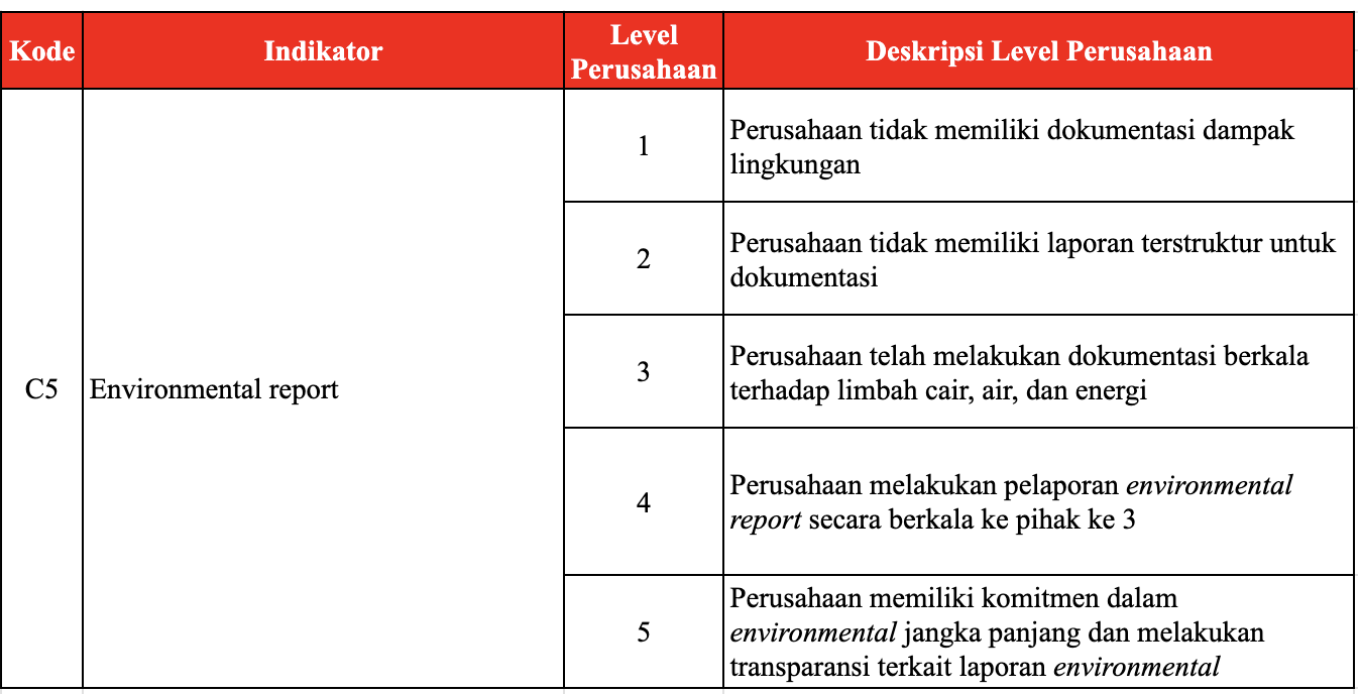 Kode
Indikator
Level
Perusahaan
Deskripsi Level Perusahaan
C5
Environmental report
1
Perusahaan tidak memiliki dokumentasi dampak
lingkungan
2
Perusahaan tidak memiliki laporan terstruktur untuk
dokumentasi
3
Perusahaan telah melakukan dokumentasi berkala
terhadap limbah cair, air, dan energi
4
Perusahaan melakukan pelaporan environmental
report secara berkala ke pihak ke 3
5
Perusahaan memiliki komitmen dalam
environmental jangka panjang dan melakukan
transparansi terkait laporan environmental